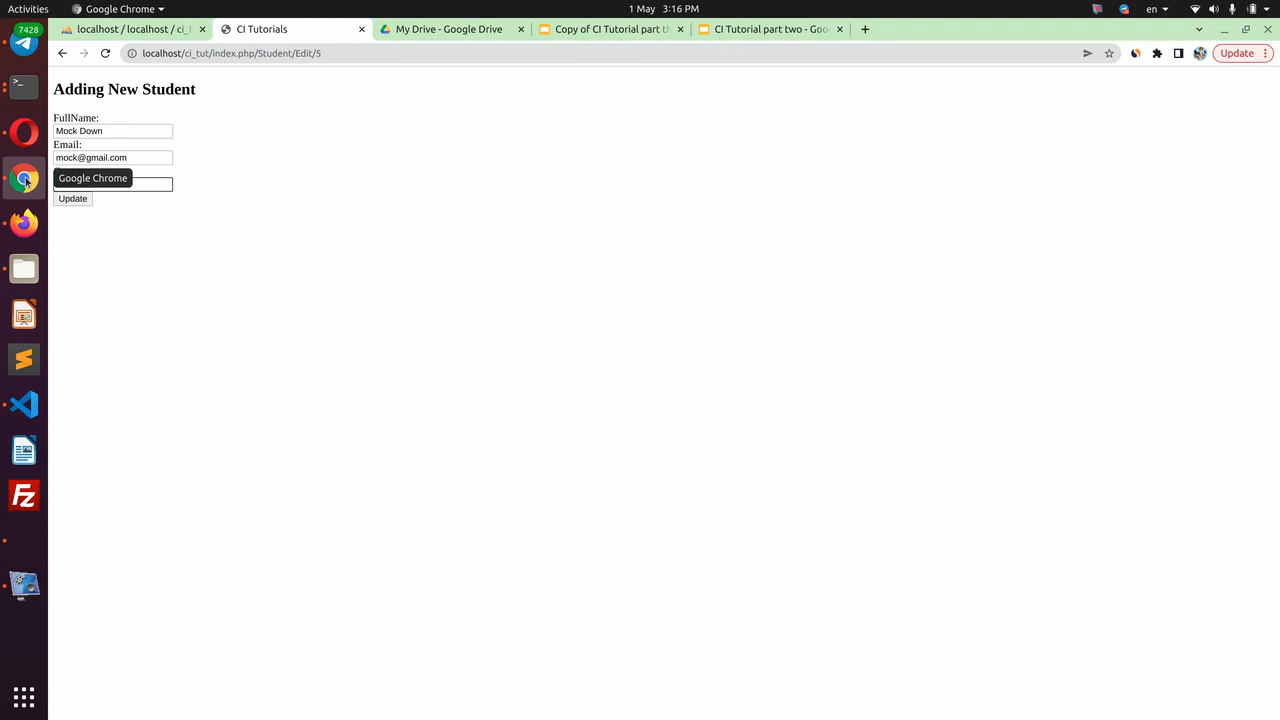 Activities
Google Chrome
1 May 3:16 PM
en
7428
localhost / localhost / ci_t
CI Tutorials
My Drive - Google Drive
Copy of CI Tutorial part th
CI Tutorial part two - Goo
localhost/ci_tut/index.php/Student/Edit/5
Update
Adding New Student
FullName:
Mock Down
Email:
mock@gmail.com
Google Chrome
Update